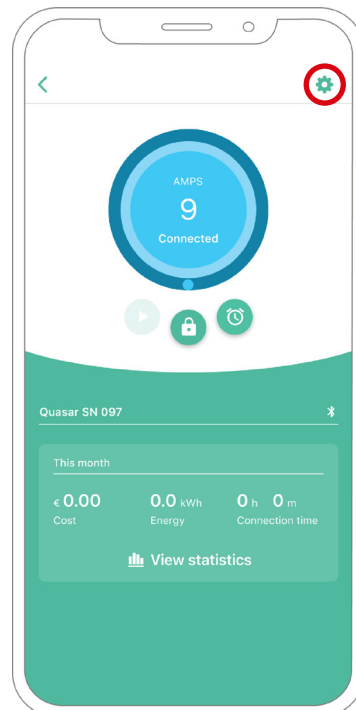 AMPS
9
Connected
Quasar SN 097
This month
€ 0.00 0.0 kWh 0 h 0 m
Cost Energy Connection time
View statistics